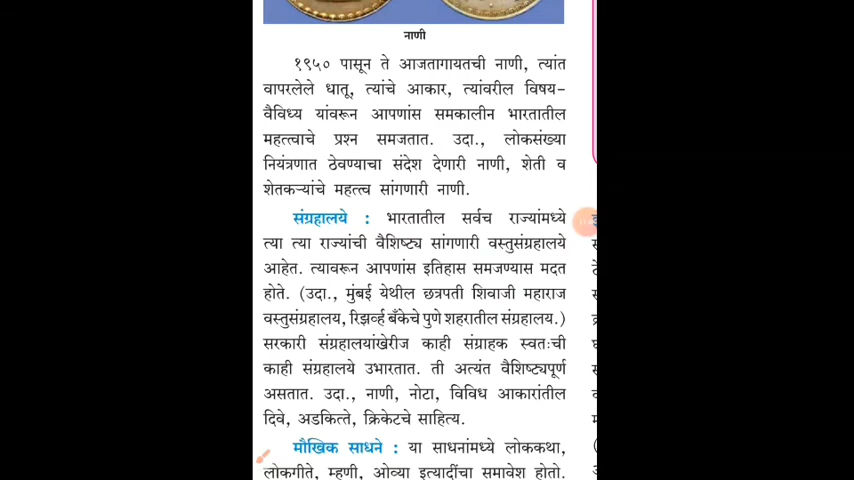 नाणी
१९५० पासून ते आजतागायतची नाणी, त्यांत
वापरलेले धातू, त्यांचे आकार, त्यांवरील विषय-
वैविध्य यांवरून आपणांस समकालीन भारतातील
महत्त्वाचे प्रश्न समजतात. उदा., लोकसंख्या
नियंत्रणात ठेवण्याचा संदेश देणारी नाणी, शेती व
शेतकऱ्यांचे महत्त्व सांगणारी नाणी.
संग्रहालये : भारतातील सर्वच राज्यांमध्ये
त्या त्या राज्यांची वैशिष्ट्य सांगणारी वस्तुसंग्रहालये
आहेत. त्यावरून आपणांस इतिहास समजण्यास मदत
होते. (उदा., मुंबई येथील छत्रपती शिवाजी महाराज
वस्तुसंग्रहालय, रिझर्व्ह बँकेचे पुणे शहरातील संग्रहालय.)
सरकारी संग्रहालयांखेरीज काही संग्राहक स्वतःची
काही संग्रहालये उभारतात. ती अत्यंत वैशिष्ट्यपूर्ण
असतात. उदा., नाणी, नोटा, विविध आकारांतील
दिवे, अडकित्ते, क्रिकेटचे साहित्य.
मौखिक साधने : या साधनांमध्ये लोककथा,
लोकगीते, म्हणी, ओव्या इत्यादींचा समावेश होतो.